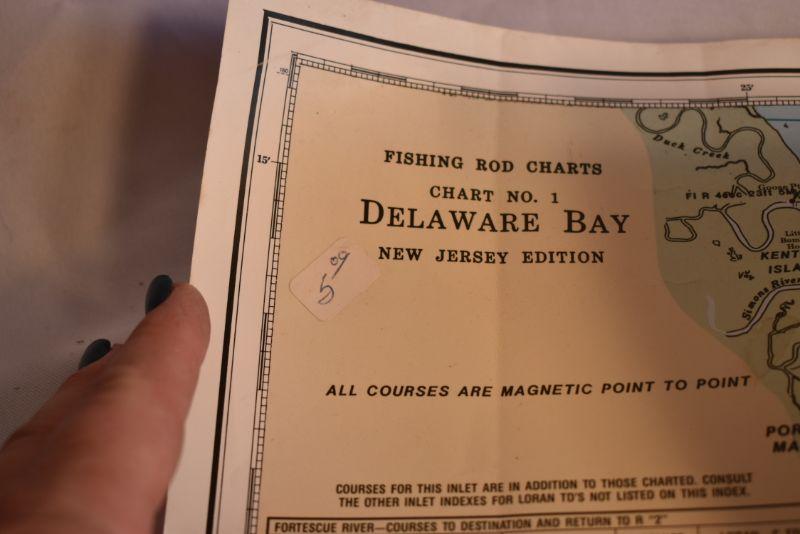 25'
15'
FISHING ROD CHARTS
CHART NO. 1
DELAWARE BAY
NEW JERSEY EDITION
5 09
Duck Creek
Fl R
KENT
ISLA
Simons River
ALL COURSES ARE MAGNETIC POINT TO POINT
POR
MA
COURSES FOR THIS INLET ARE IN ADDITION TO THOSE CHARTED. CONSULT
THE OTHER INLET INDEXES FOR LORAN TD'S NOT LISTED ON THIS INDEX.
FORTESCUE RIVER—COURSES TO DESTINATION AND RETURN TO R "2"